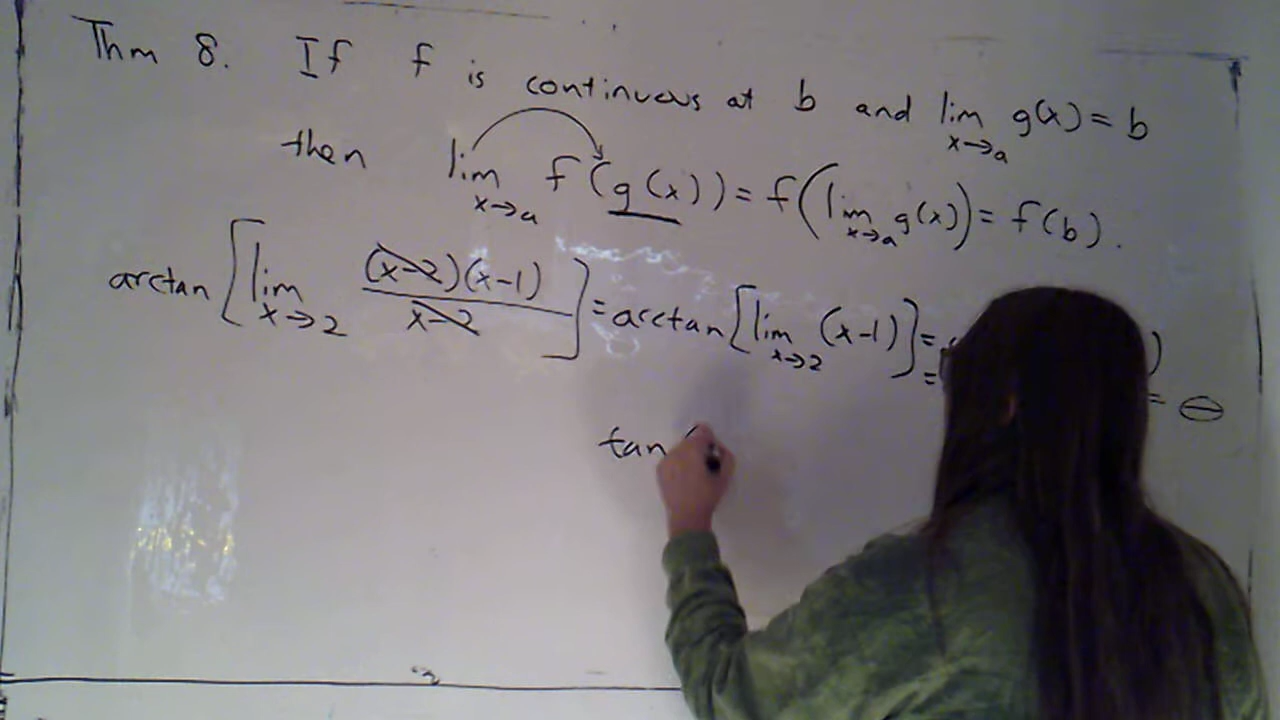 Thm 8. If f is continuous at b and lim x→a g(x) = b
then lim x→a f(g(x)) = f(lim x→a g(x)) = f(b).
arctan[lim x→2 (x-2)(x-1) / x-2] = arctan[lim x→2 (x-1)] =
= ) = θ
tan